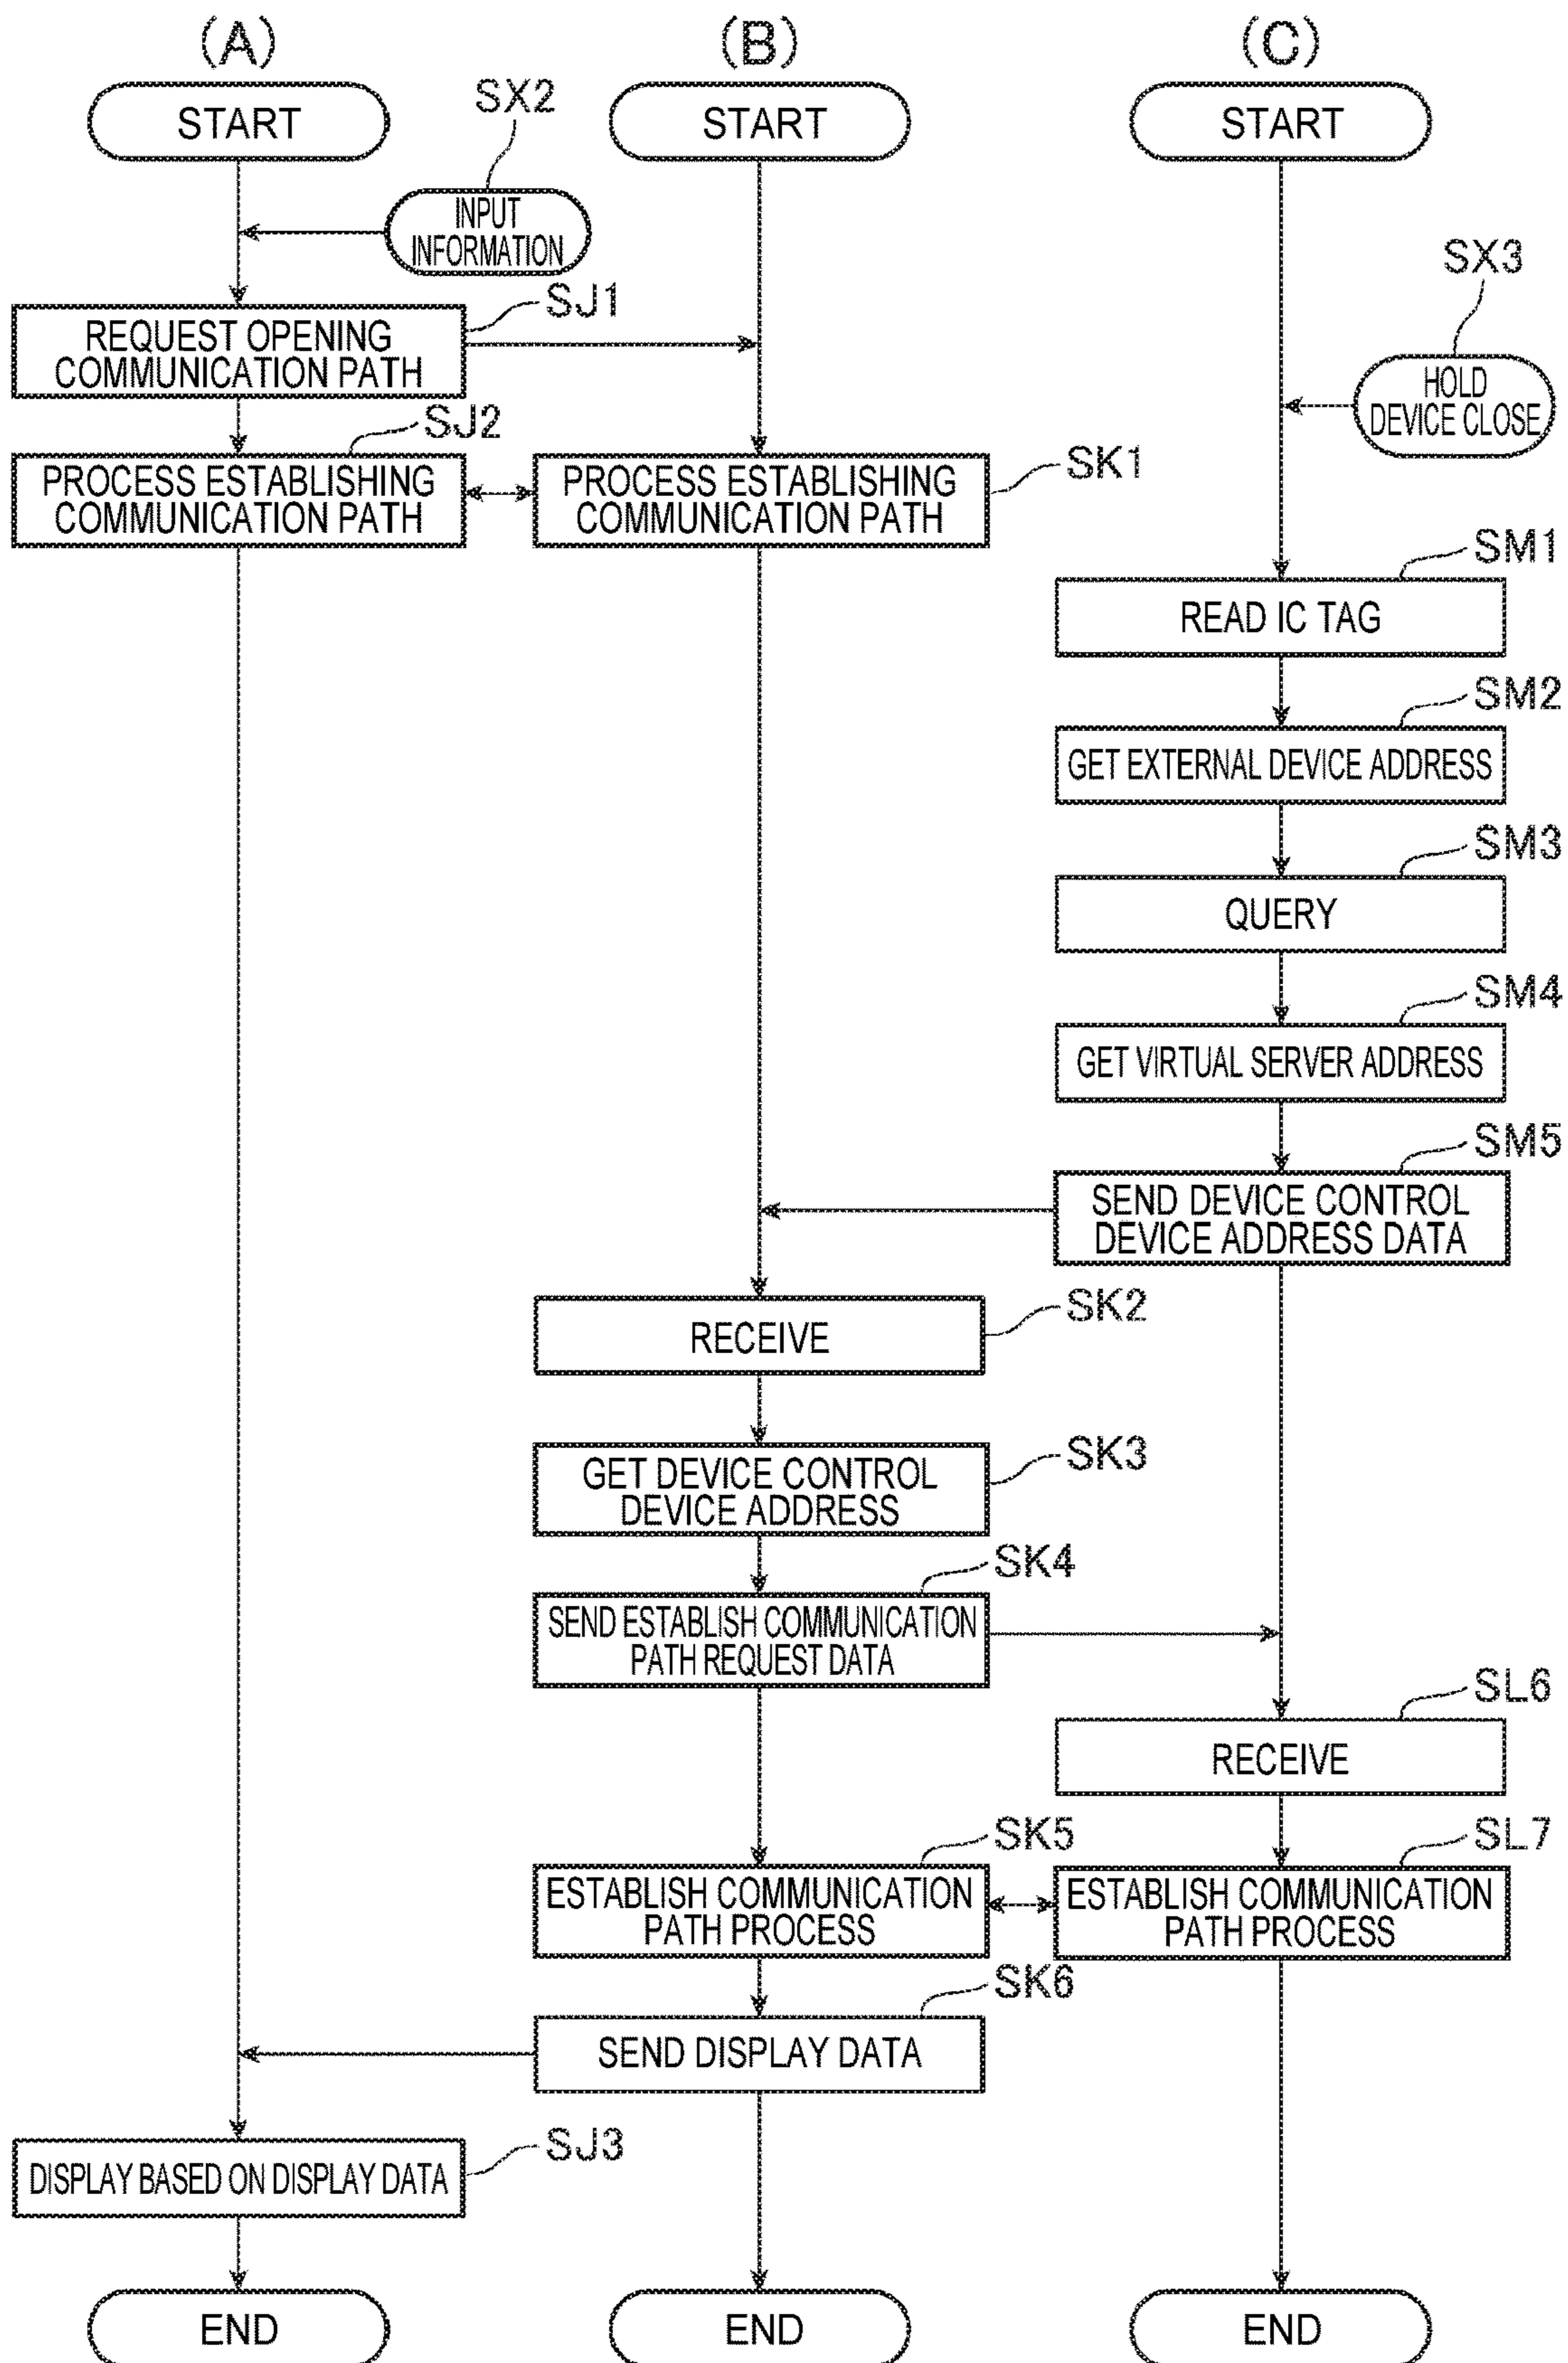 (A)
(B)
(C)
START
SX2
START
START
INPUT
INFORMATION
SX3
SJ1
REQUEST OPENING
COMMUNICATION PATH
HOLD
DEVICE CLOSE
SJ2
PROCESS ESTABLISHING
COMMUNICATION PATH
PROCESS ESTABLISHING
COMMUNICATION PATH
SK1
SM1
READ IC TAG
SM2
GET EXTERNAL DEVICE ADDRESS
SM3
QUERY
SM4
GET VIRTUAL SERVER ADDRESS
SM5
SEND DEVICE CONTROL
DEVICE ADDRESS DATA
SK2
RECEIVE
SK3
GET DEVICE CONTROL
DEVICE ADDRESS
SK4
SEND ESTABLISH COMMUNICATION
PATH REQUEST DATA
SL6
RECEIVE
SK5
SL7
ESTABLISH COMMUNICATION
PATH PROCESS
ESTABLISH COMMUNICATION
PATH PROCESS
SK6
SEND DISPLAY DATA
SJ3
DISPLAY BASED ON DISPLAY DATA
END
END
END